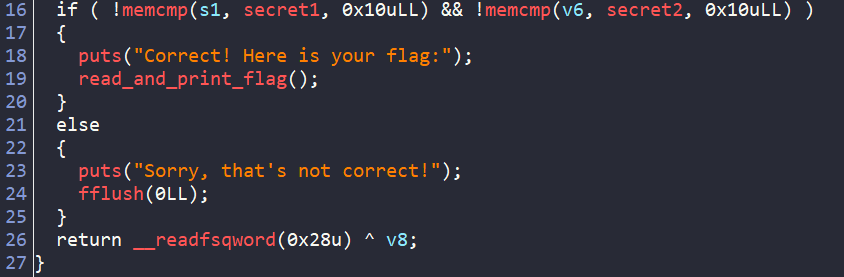 16 if ( !memcmp(s1, secret1, 0x10uLL) && !memcmp(v6, secret2, 0x10uLL) )
17 {
18 puts("Correct! Here is your flag:");
19 read_and_print_flag();
20 }
21 else
22 {
23 puts("Sorry, that's not correct!");
24 fflush(0LL);
25 }
26 return __readfsqword(0x28u) ^ v8;
27 }